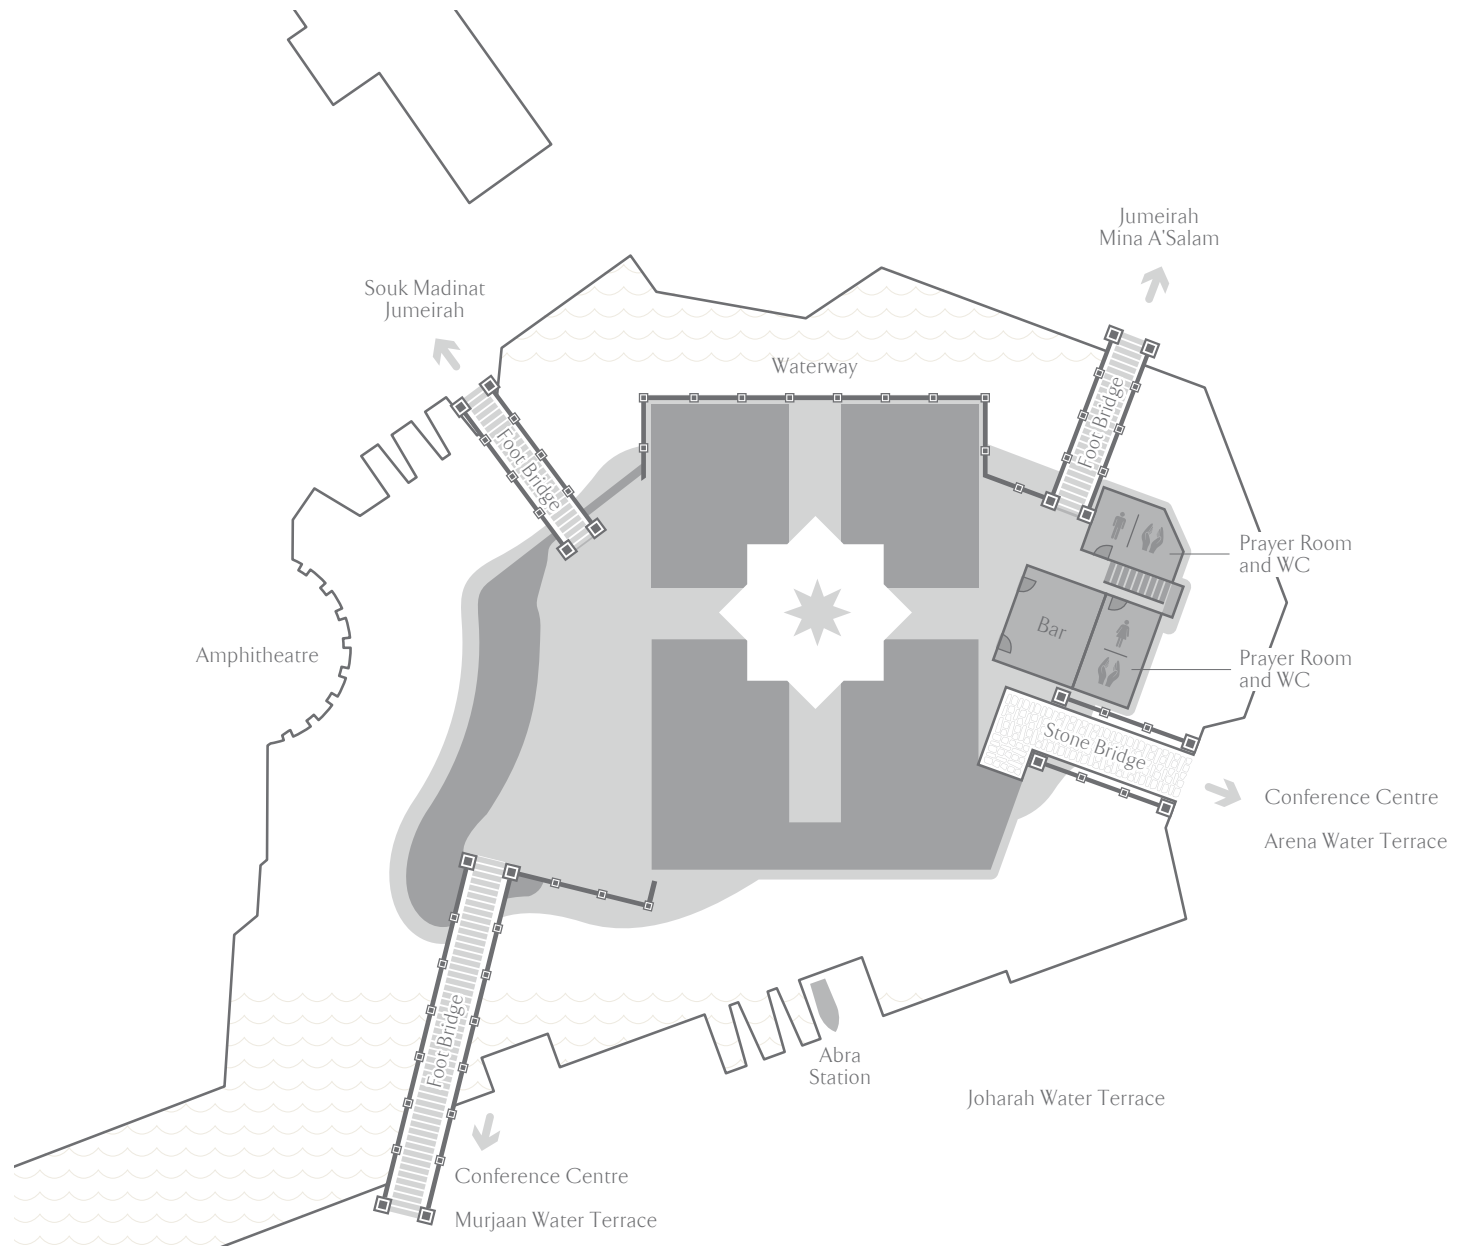 Jumeirah
Mina A'Salam
Souk Madinat
Jumeirah
Waterway
Foot Bridge
Foot Bridge
Prayer Room
and WC
Bar
Amphitheatre
Prayer Room
and WC
Stone Bridge
Conference Centre
Arena Water Terrace
Foot Bridge
Abra
Station
Joharah Water Terrace
Conference Centre
Murjaan Water Terrace